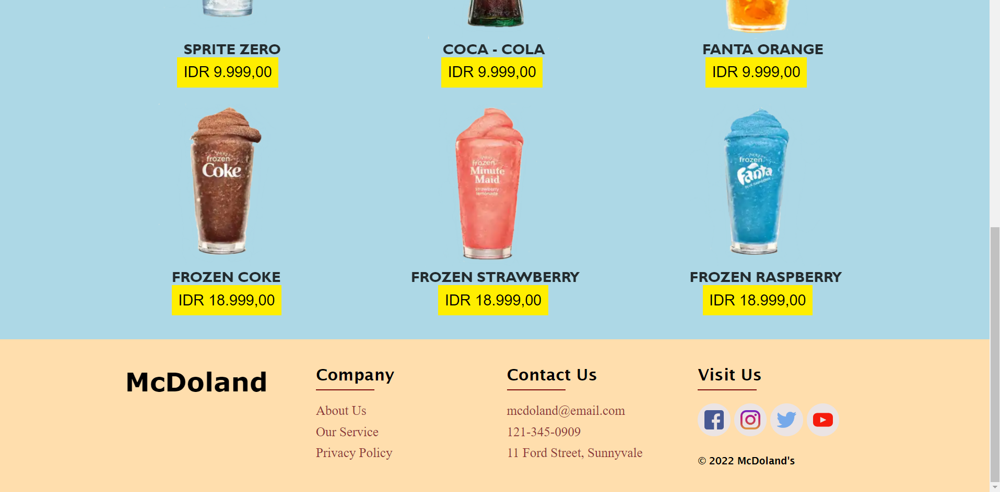 SPRITE ZERO
COCA - COLA
FANTA ORANGE
IDR 9.999,00
IDR 9.999,00
IDR 9.999,00
frozen
Coke
frozen
Minute
Maid
strawberry
lemonade
frozen
Fanta
BLUE RASPBERRY
FROZEN COKE
FROZEN STRAWBERRY
FROZEN RASPBERRY
IDR 18.999,00
IDR 18.999,00
IDR 18.999,00
McDoland
Company
About Us
Our Service
Privacy Policy
Contact Us
mcdoland@email.com
121-345-0909
11 Ford Street, Sunnyvale
Visit Us
© 2022 McDoland's